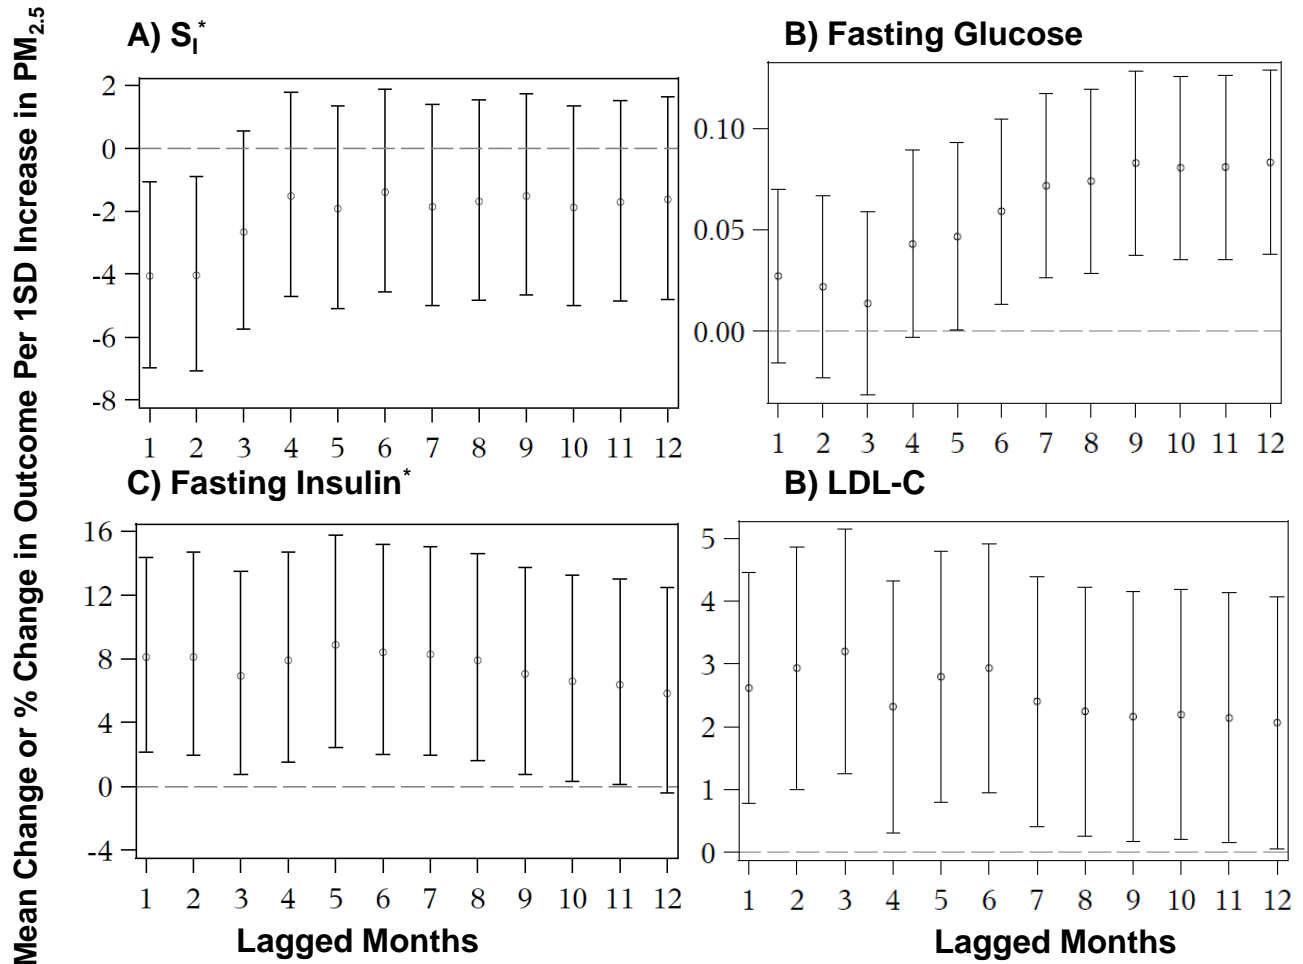 Mean Change or % Change in Outcome Per 1SD Increase in PM2.5
A) SI*
2
0
-2
-4
-6
-8
1 2 3 4 5 6 7 8 9 10 11 12
B) Fasting Glucose
0.10
0.05
0.00
1 2 3 4 5 6 7 8 9 10 11 12
C) Fasting Insulin*
16
12
8
4
0
-4
1 2 3 4 5 6 7 8 9 10 11 12
Lagged Months
B) LDL-C
5
4
3
2
1
0
1 2 3 4 5 6 7 8 9 10 11 12
Lagged Months